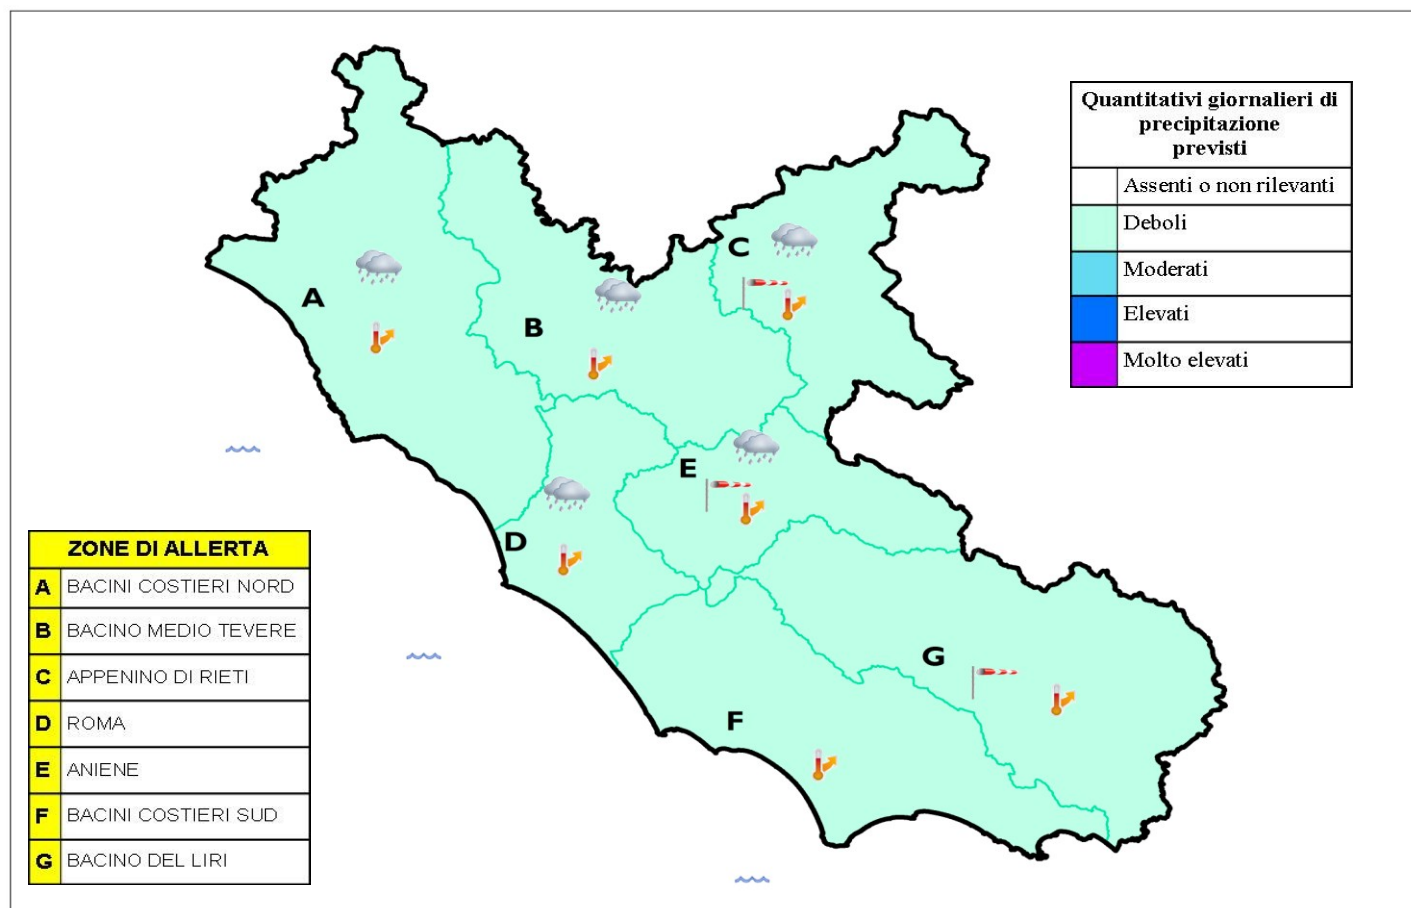 Quantitativi giornalieri di
precipitazione
previsti
Assenti o non rilevanti
Deboli
Moderati
Elevati
Molto elevati
C
A
B
E
D
G
F
ZONE DI ALLERTA
A BACINI COSTIERI NORD
B BACINO MEDIO TEVERE
C APPENINO DI RIETI
D ROMA
E ANIENE
F BACINI COSTIERI SUD
G BACINO DEL LIRI